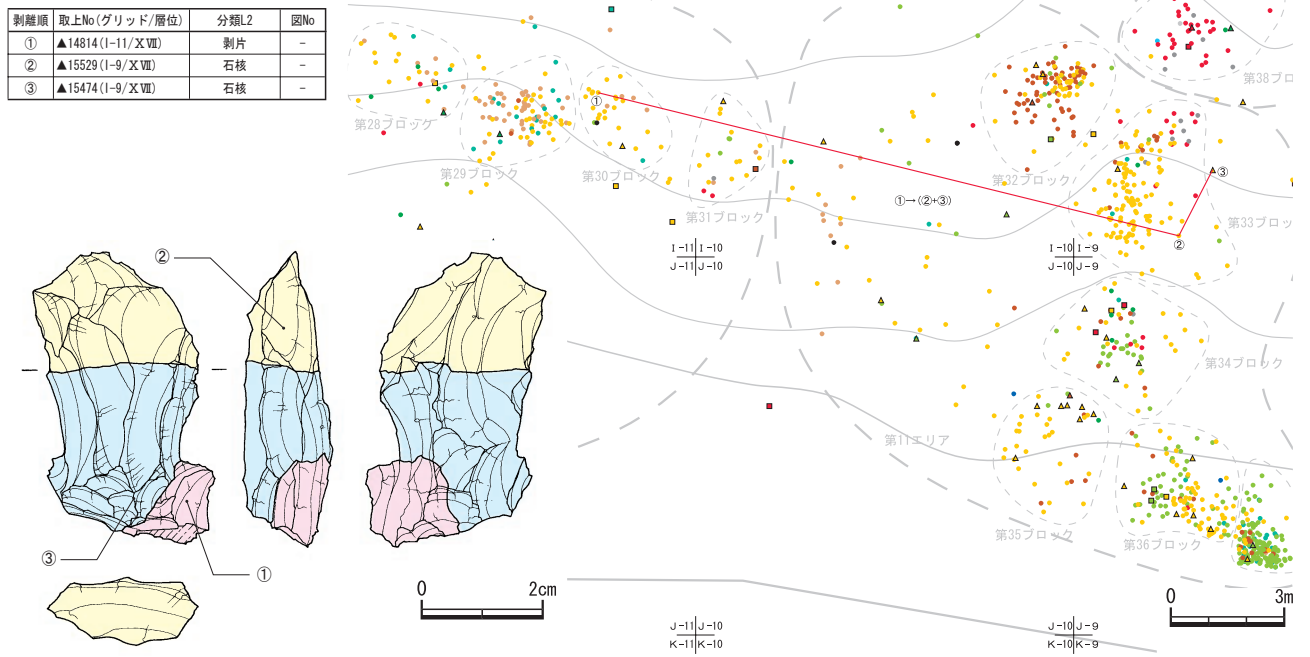 剥離順 取上No(グリッド/層位) 分類L2 図No
① ▲14814(I-11/ⅩⅦ) 剥片 -
② ▲15529(I-9/ⅩⅦ) 石核 -
③ ▲15474(I-9/ⅩⅦ) 石核 -
第38ブロック
第28ブロック
①
第29ブロック
第30ブロック
第31ブロック
第32ブロック
③
①→(②+③)
第33ブロッ
②
I-11 I-10
J-11 J-10
I-10 I-9
J-10 J-9
第34ブロック
第11エリア
第35ブロック
第36ブロック
②
③
①
0 2cm
0 3m
J-11 J-10
K-11 K-10
J-10 J-9
K-10 K-9